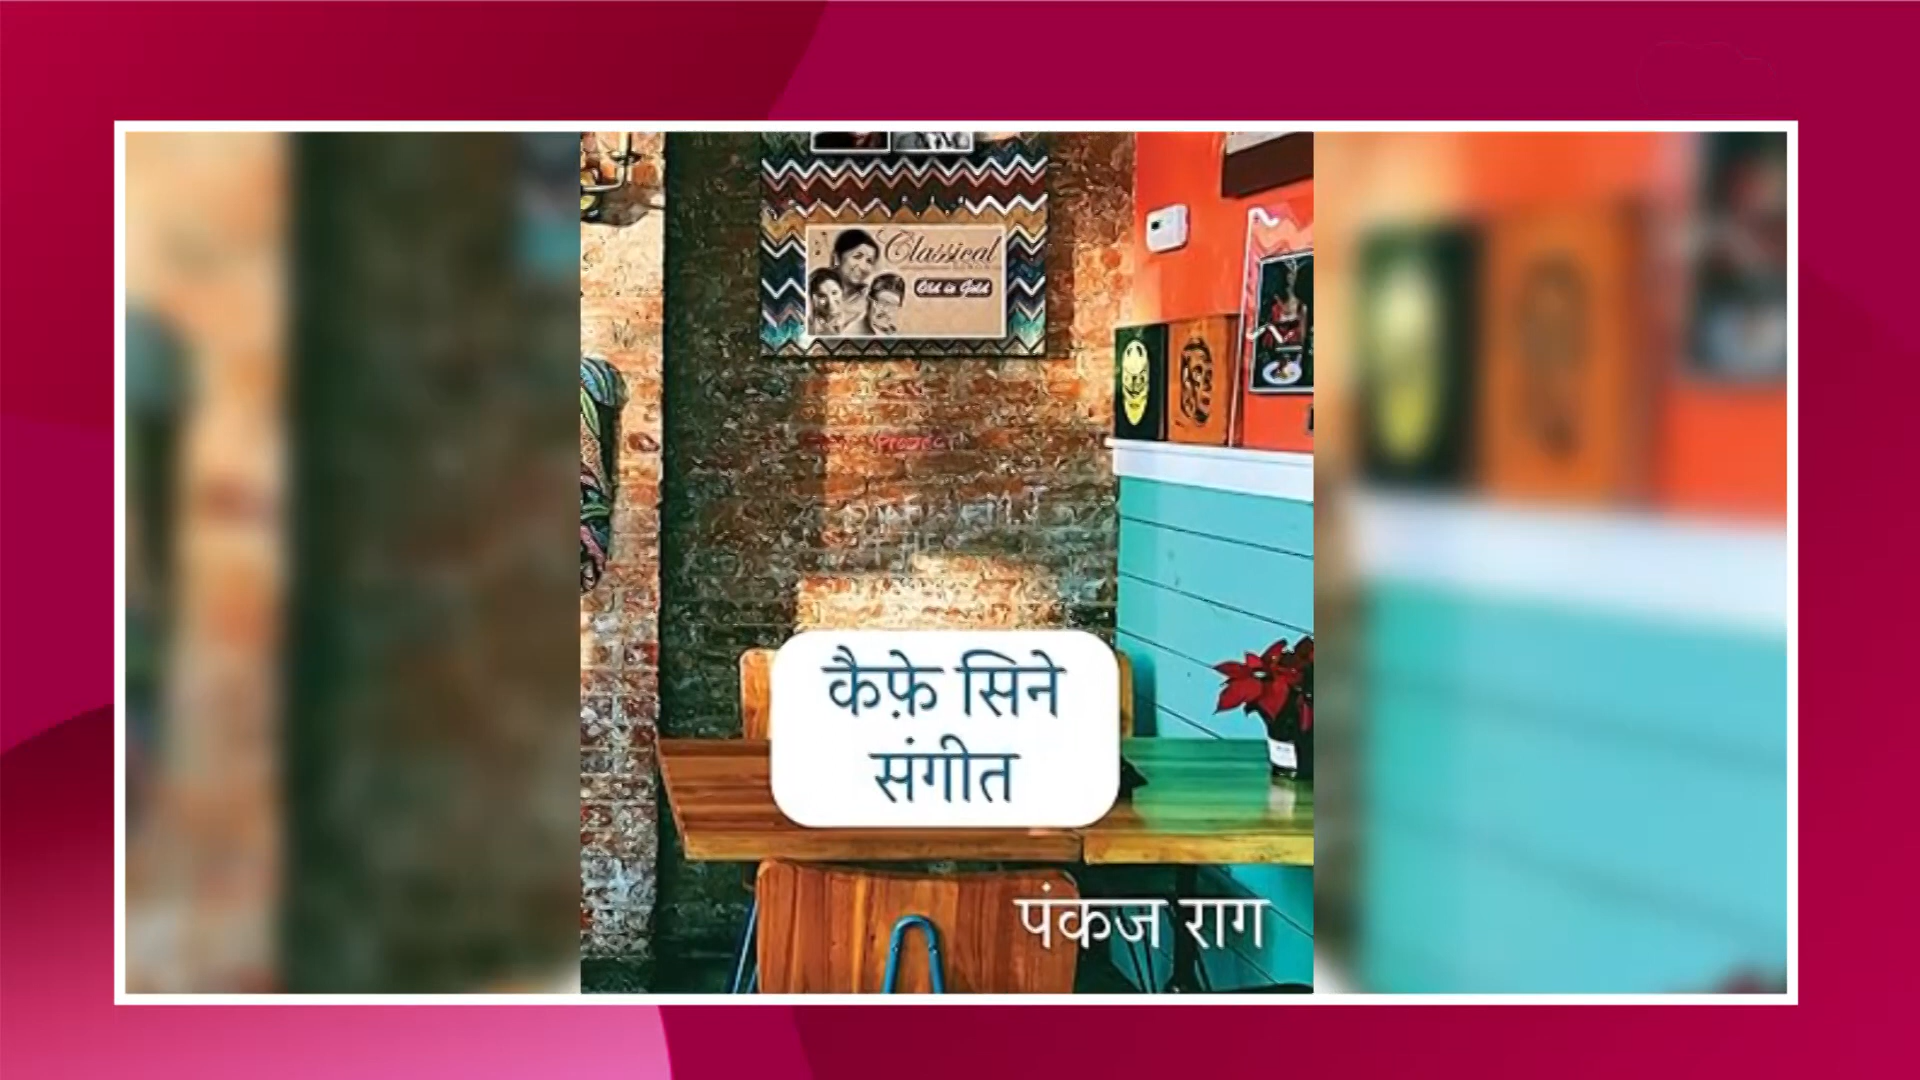 Classical
Old is Gold
कैफ़े सिने
संगीत
पंकज राग